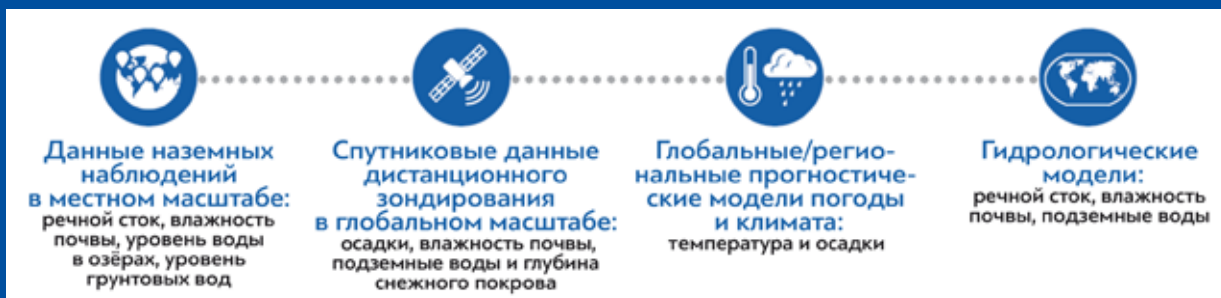 Данные наземных
наблюдений
в местном масштабе:
речной сток, влажность
почвы, уровень воды
в озёрах, уровень
грунтовых вод
Спутниковые данные
дистанционного
зондирования
в глобальном масштабе:
осадки, влажность почвы,
подземные воды и глубина
снежного покрова
Глобальные/регио-
нальные прогностиче-
ские модели погоды
и климата:
температура и осадки
Гидрологические
модели:
речной сток, влажность
почвы, подземные воды